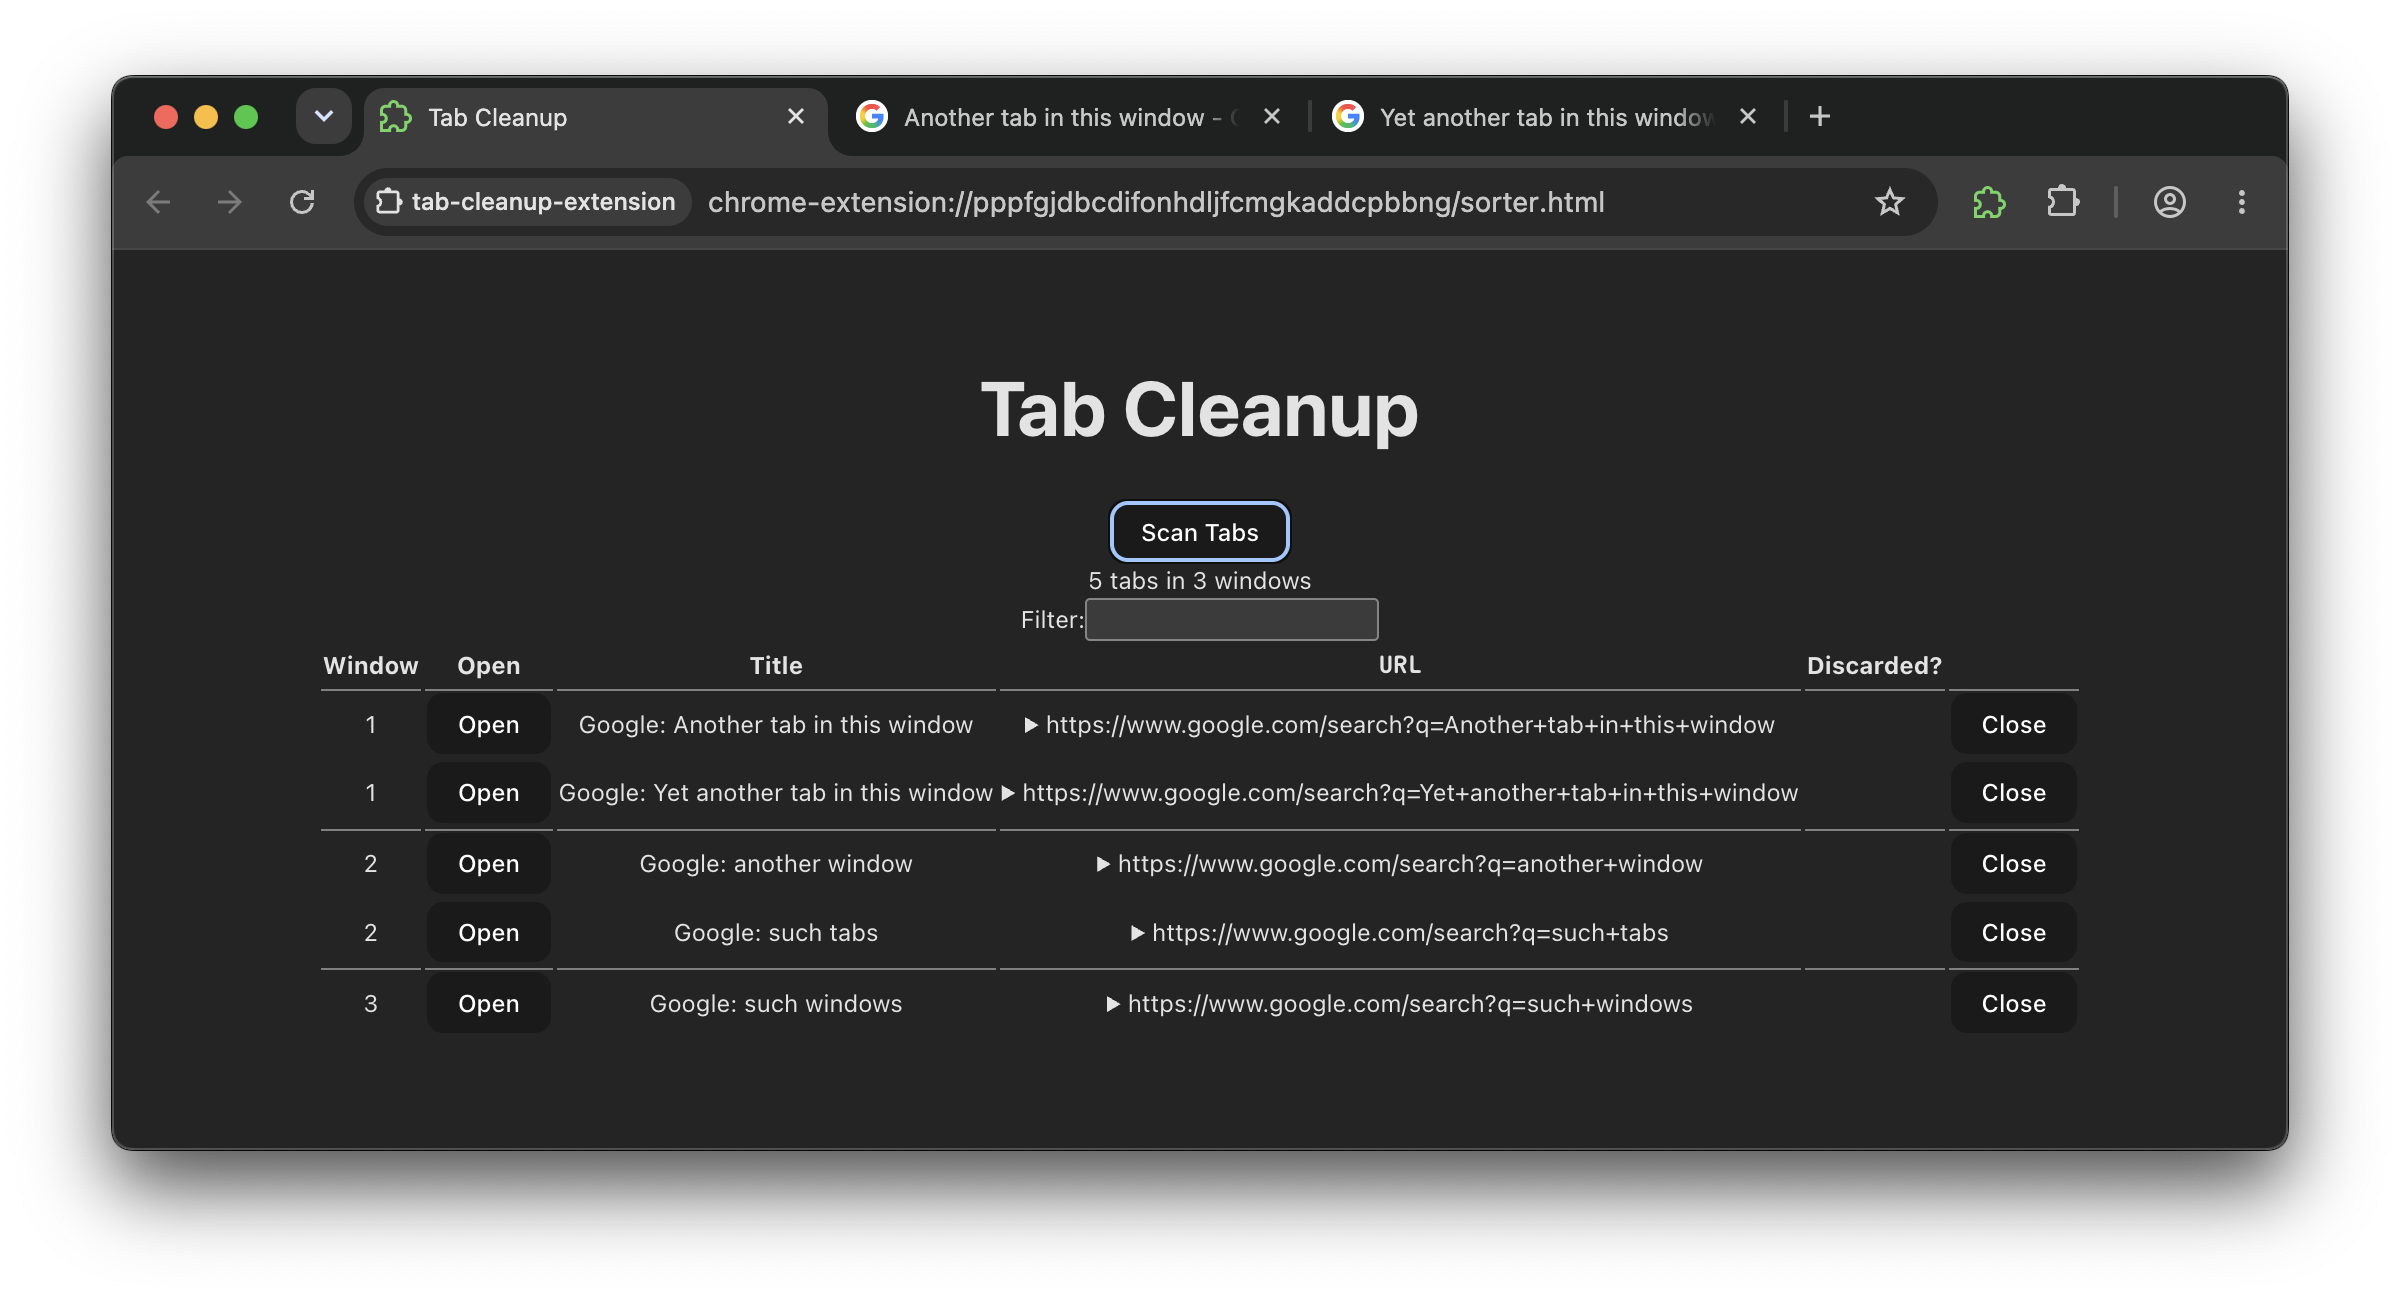 Tab Cleanup
Another tab in this window -
Yet another tab in this window
tab-cleanup-extension chrome-extension://pppfgjdbcdifonhdljfcmgkaddcpbbng/sorter.html
Tab Cleanup
Scan Tabs
5 tabs in 3 windows
Filter:
Window Open Title URL Discarded?
1 Open Google: Another tab in this window ▶ https://www.google.com/search?q=Another+tab+in+this+window Close
1 Open Google: Yet another tab in this window ▶ https://www.google.com/search?q=Yet+another+tab+in+this+window Close
2 Open Google: another window ▶ https://www.google.com/search?q=another+window Close
2 Open Google: such tabs ▶ https://www.google.com/search?q=such+tabs Close
3 Open Google: such windows ▶ https://www.google.com/search?q=such+windows Close